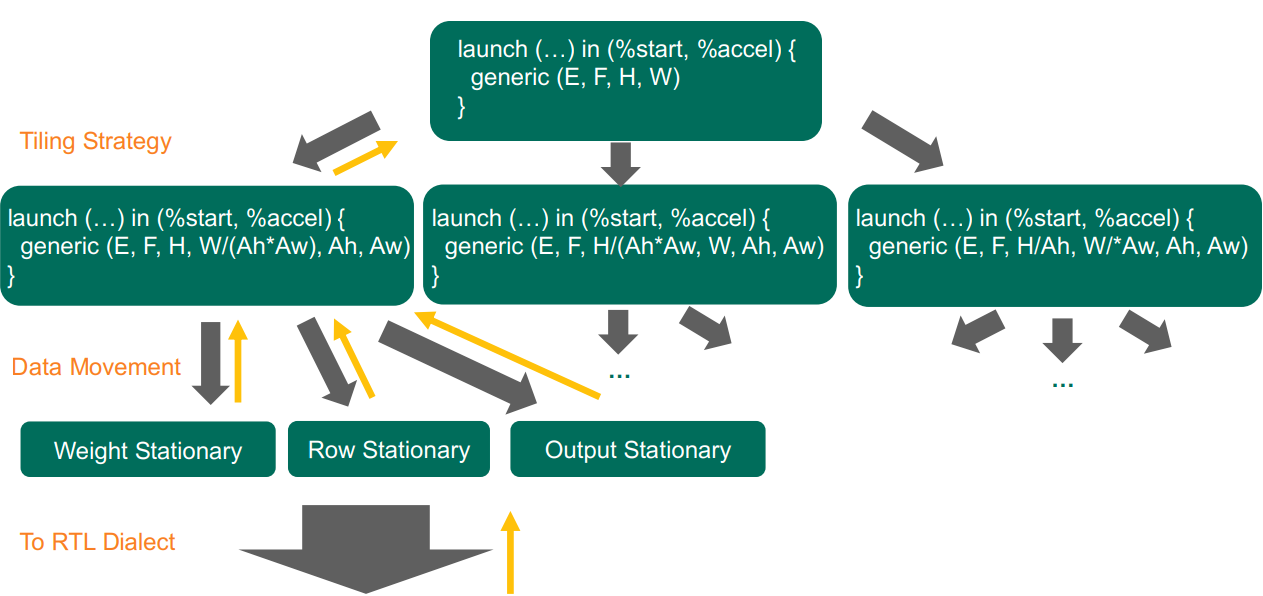 launch (…) in (%start, %accel) {
generic (E, F, H, W)
}
Tiling Strategy
launch (…) in (%start, %accel) {
generic (E, F, H, W/(Ah*Aw), Ah, Aw)
}
launch (…) in (%start, %accel) {
generic (E, F, H/(Ah*Aw, W, Ah, Aw)
}
launch (…) in (%start, %accel) {
generic (E, F, H/Ah, W/*Aw, Ah, Aw)
}
Data Movement
…
…
Weight Stationary
Row Stationary
Output Stationary
To RTL Dialect